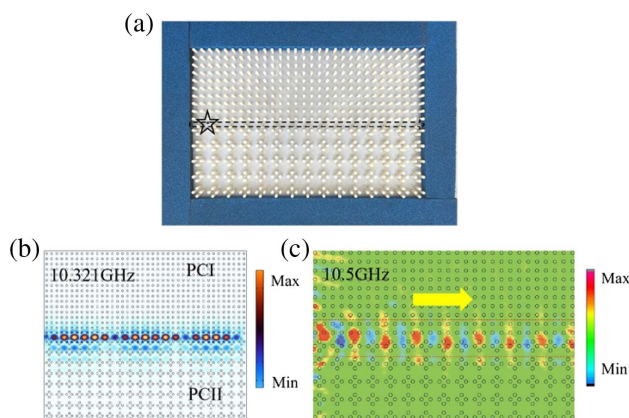 (a)
(b)
10.321GHz
PCI
PCII
Max
Min
(c)
10.5GHz
Max
Min